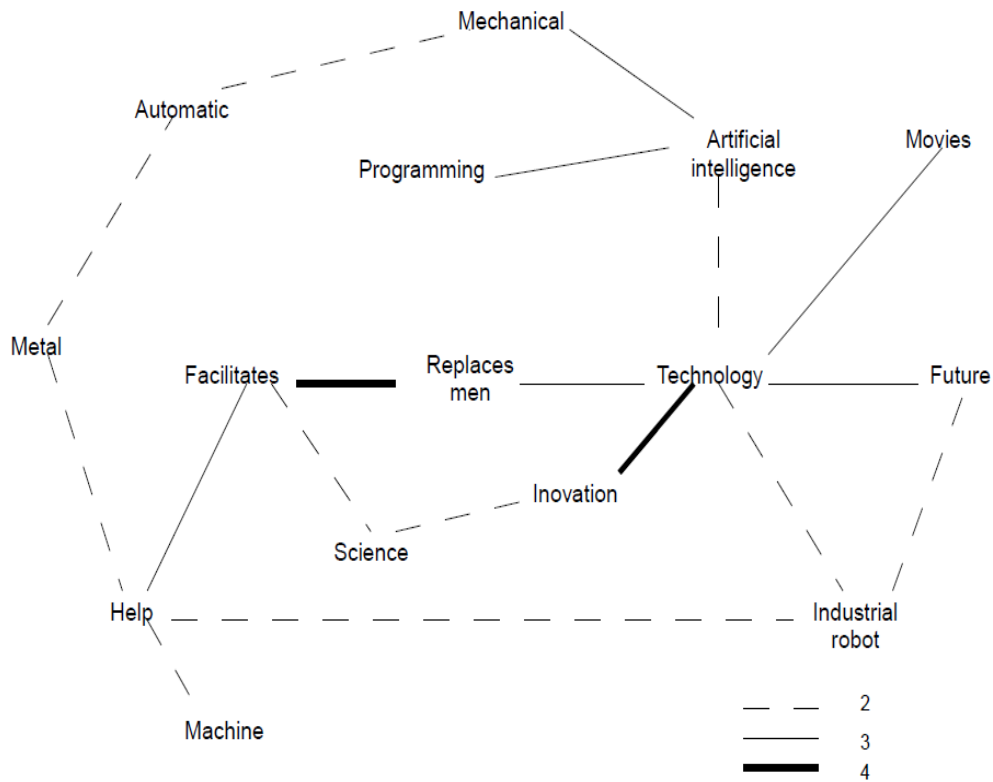 Mechanical
Automatic
Artificial
intelligence
Movies
Programming
Metal
Facilitates
Replaces
men
Technology
Future
Inovation
Science
Help
Industrial
robot
Machine
2
3
4